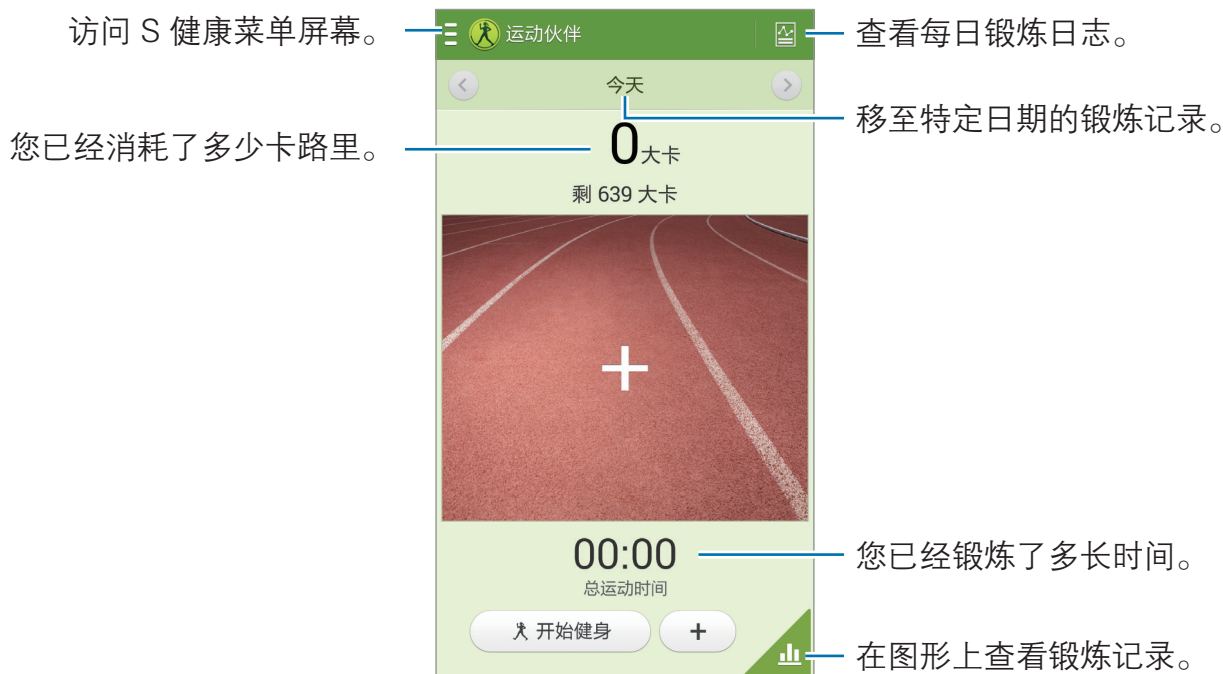 访问 S 健康菜单屏幕。
运动伙伴
查看每日锻炼日志。
今天
移至特定日期的锻炼记录。
您已经消耗了多少卡路里。
0大卡
剩 639 大卡
00:00
您已经锻炼了多长时间。
总运动时间
开始健身
在图形上查看锻炼记录。